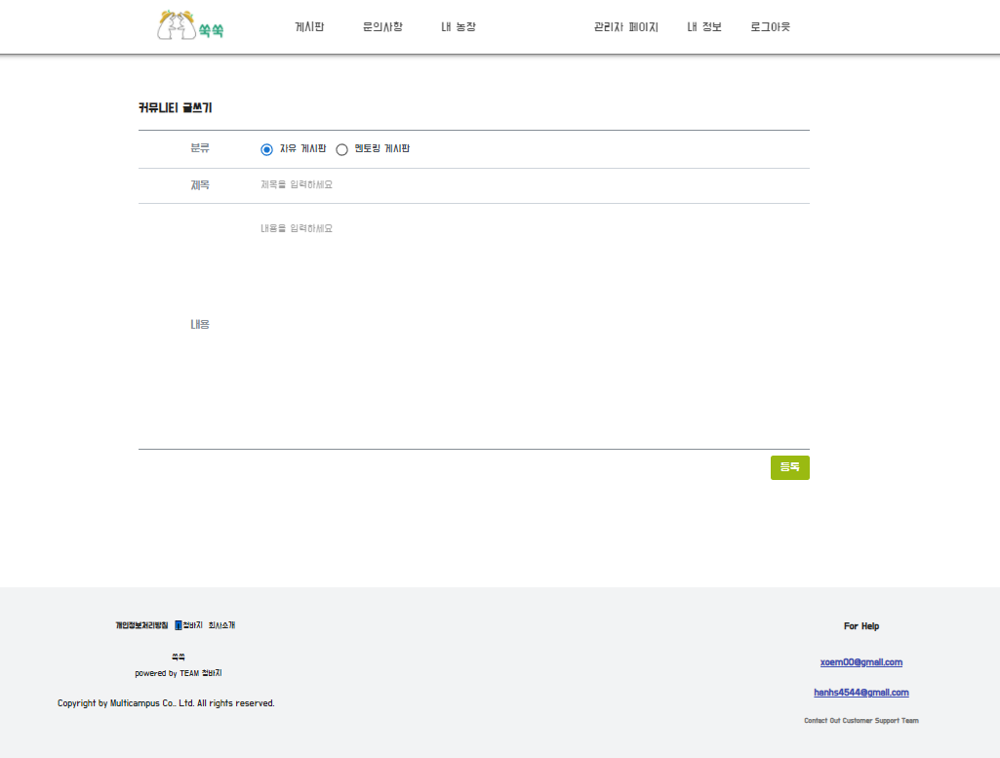 쑥쑥 게시판 문의사항 내 농장 관리자 페이지 내 정보 로그아웃
커뮤니티 글쓰기
분류 자유 게시판 멘토링 게시판
제목 제목을 입력하세요
내용을 입력하세요
내용
등록
개인정보처리방침 👖청바지 회사소개
쑥쑥
powered by TEAM 청바지
Copyright by Multicampus Co., Ltd. All rights reserved.
For Help
xoem00@gmail.com
hanhs4544@gmail.com
Contact Out Customer Support Team